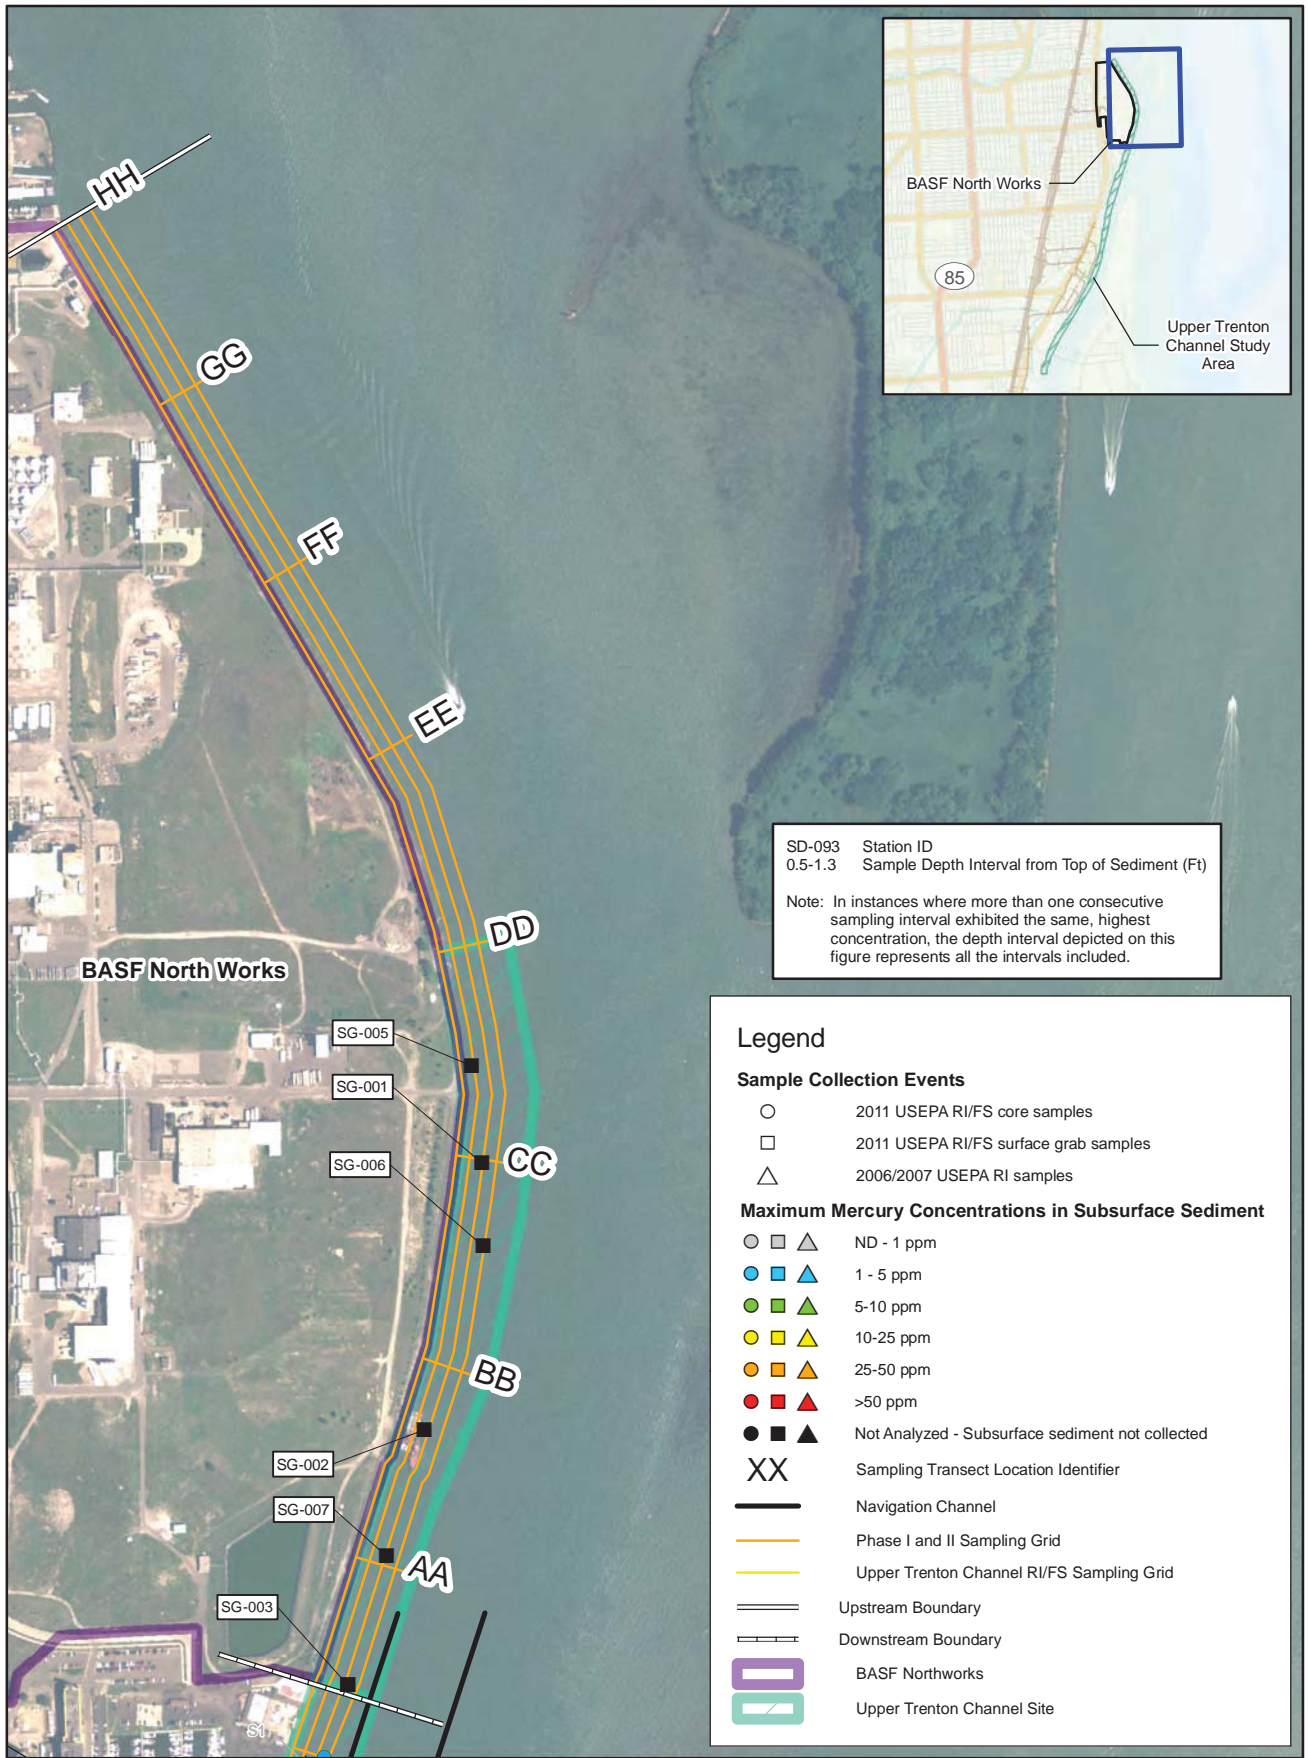 HH
GG
FF
EE
DD
CC
BB
AA
BASF North Works
SG-005
SG-001
SG-006
SG-002
SG-007
SG-003
S1
BASF North Works
85
Upper Trenton
Channel Study
Area
SD-093 Station ID
0.5-1.3 Sample Depth Interval from Top of Sediment (Ft)
Note: In instances where more than one consecutive
sampling interval exhibited the same, highest
concentration, the depth interval depicted on this
figure represents all the intervals included.
Legend
Sample Collection Events
2011 USEPA RI/FS core samples
2011 USEPA RI/FS surface grab samples
2006/2007 USEPA RI samples
Maximum Mercury Concentrations in Subsurface Sediment
ND - 1 ppm
1 - 5 ppm
5-10 ppm
10-25 ppm
25-50 ppm
>50 ppm
Not Analyzed - Subsurface sediment not collected
XX Sampling Transect Location Identifier
Navigation Channel
Phase I and II Sampling Grid
Upper Trenton Channel RI/FS Sampling Grid
Upstream Boundary
Downstream Boundary
BASF Northworks
Upper Trenton Channel Site